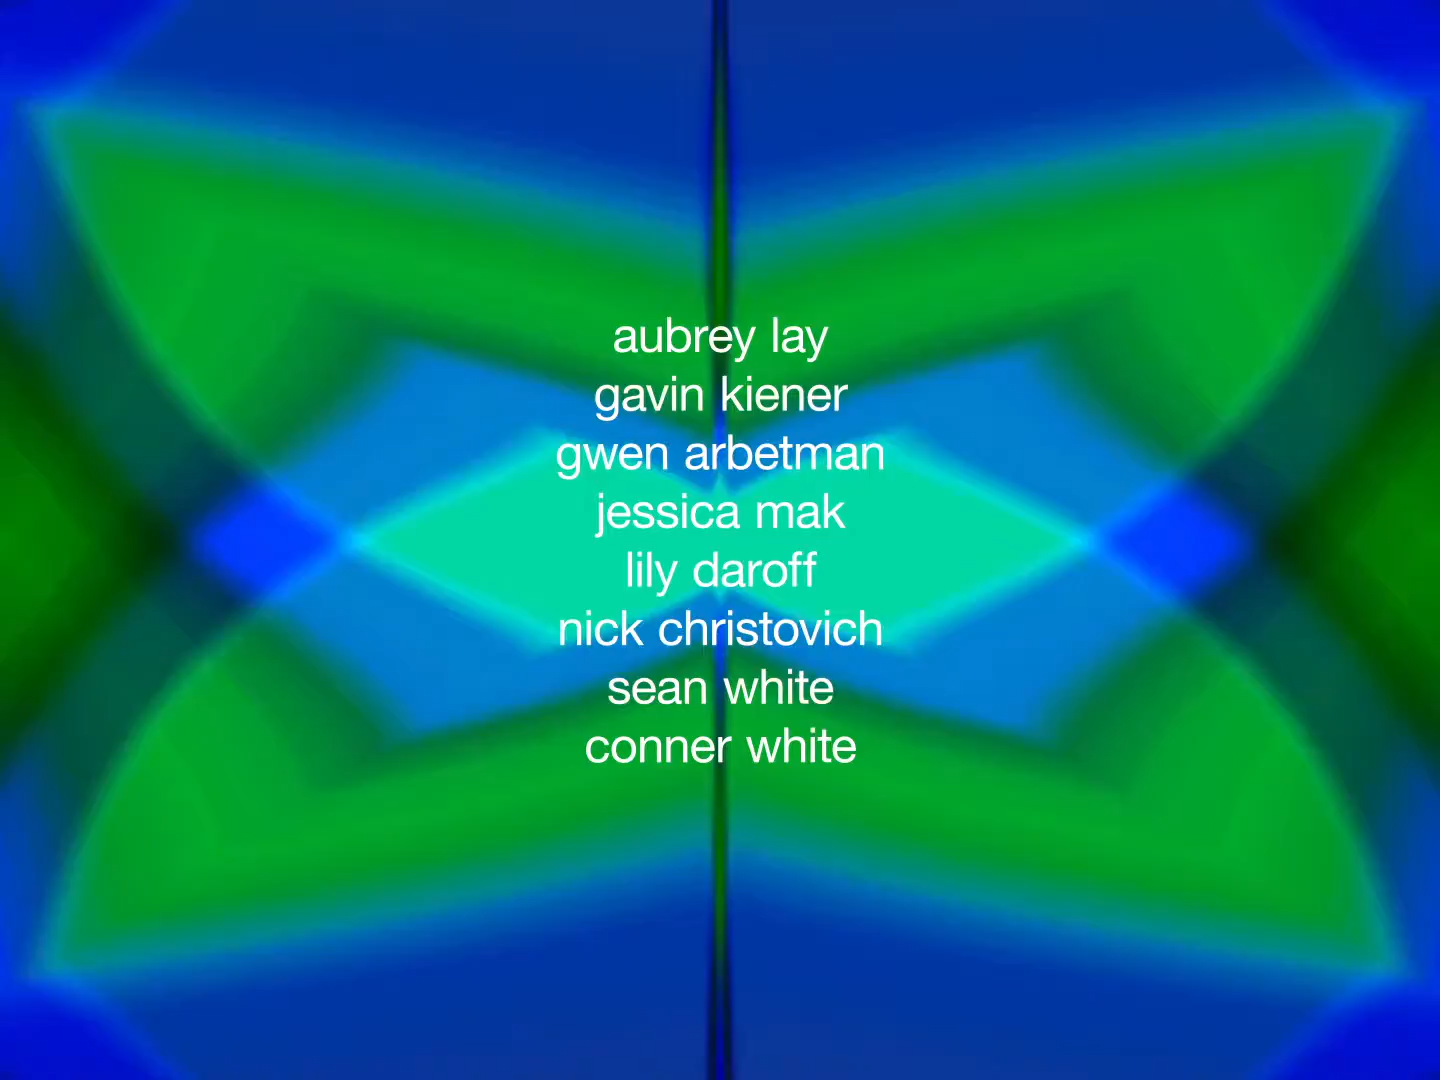 aubrey lay
gavin kiener
gwen arbetman
jessica mak
lily daroff
nick christovich
sean white
conner white